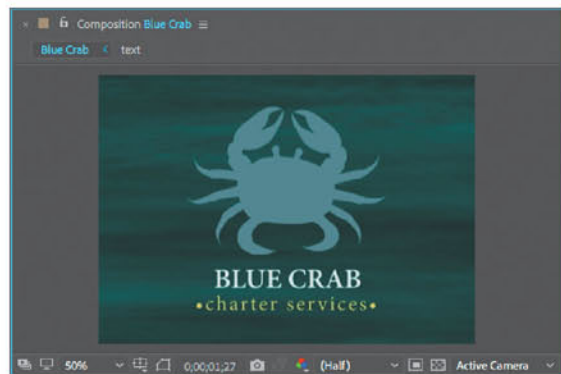 Composition Blue Crab
Blue Crab text
BLUE CRAB
•charter services•
50% 0;00;01;27 (Half) Active Camera